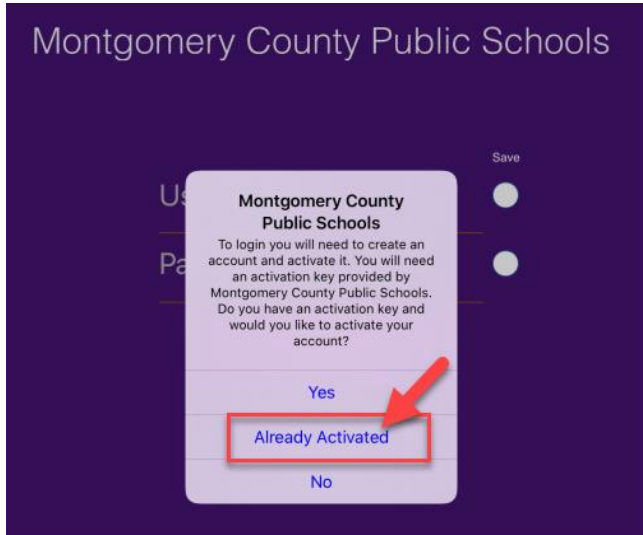 Montgomery County Public Schools
Save
Us
Montgomery County
Public Schools
To login you will need to create an
account and activate it. You will need
Pa
an activation key provided by
Montgomery County Public Schools.
Do you have an activation key and
would you like to activate your
account?
Yes
Already Activated
No